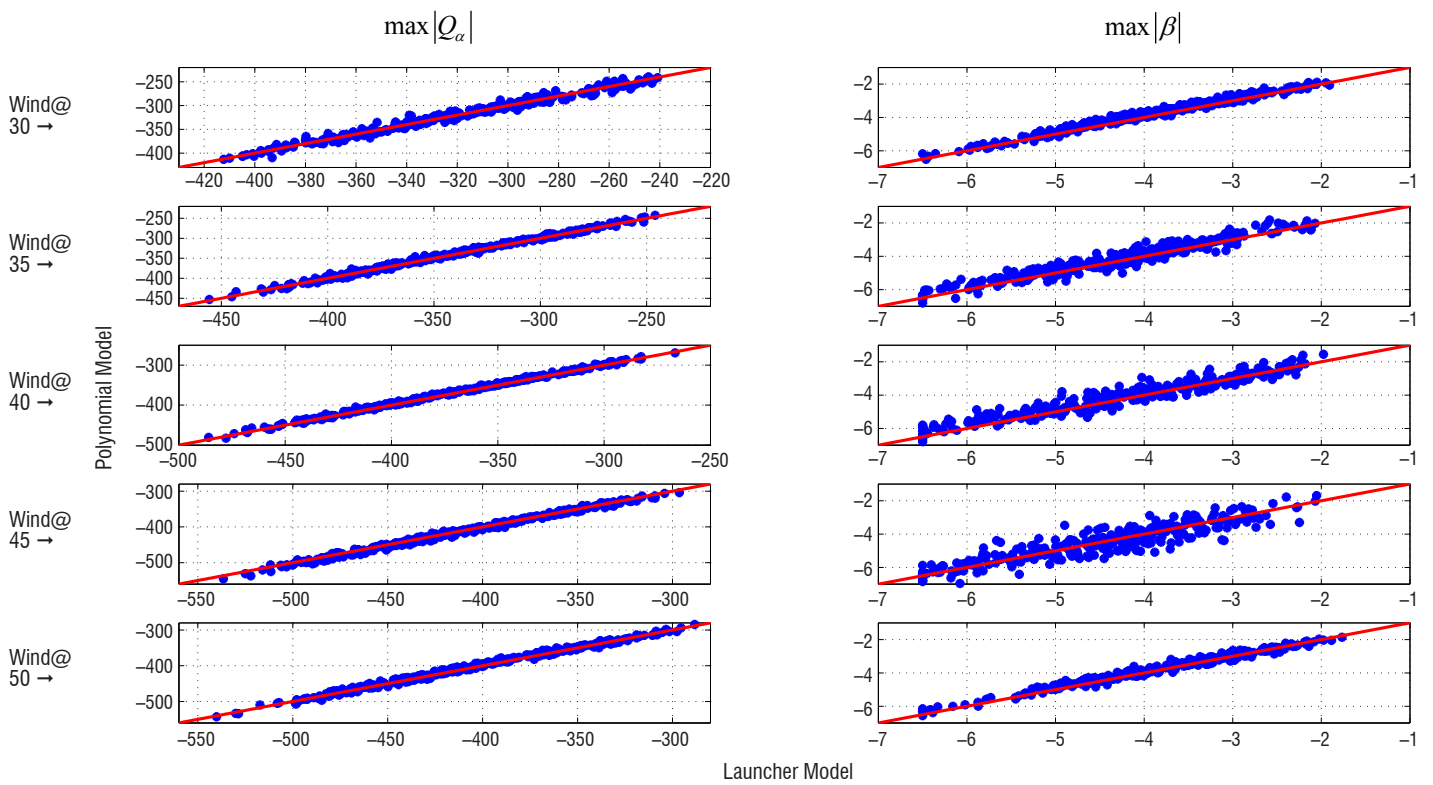 max|Qα| max|β|
Wind@
30 →
–250
–300
–350
–400
–420 –400 –380 –360 –340 –320 –300 –280 –260 –240 –220
–2
–4
–6
–7 –6 –5 –4 –3 –2 –1
Wind@
35 →
–250
–300
–350
–400
–450
–450 –400 –350 –300 –250
–2
–4
–6
–7 –6 –5 –4 –3 –2 –1
Polynomial Model
Wind@
40 →
–300
–400
–500
–500 –450 –400 –350 –300 –250
–2
–4
–6
–7 –6 –5 –4 –3 –2 –1
Wind@
45 →
–300
–400
–500
–550 –500 –450 –400 –350 –300
–2
–4
–6
–7 –6 –5 –4 –3 –2 –1
Wind@
50 →
–300
–400
–500
–550 –500 –450 –400 –350 –300
–2
–4
–6
–7 –6 –5 –4 –3 –2 –1
Launcher Model